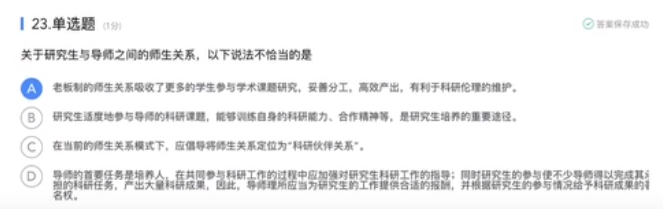 23.单选题 (1分)
答案保存成功
关于研究生与导师之间的师生关系，以下说法不恰当的是
A 老板制的师生关系吸收了更多的学生参与学术课题研究，妥善分工，高效产出，有利于科研伦理的维护。
B 研究生适度地参与导师的科研课题，能够训练自身的科研能力、合作精神等，是研究生培养的重要途径。
C 在当前的师生关系模式下，应倡导将师生关系定位为“科研伙伴关系”。
D 导师的首要任务是培养人，在共同参与科研工作的过程中应加强对研究生科研工作的指导；同时研究生的参与使不少导师得以完成其
担的科研任务，产出大量科研成果，因此，导师理所应当为研究生的工作提供合适的报酬，并根据研究生的参与情况给予科研成果的
名权。